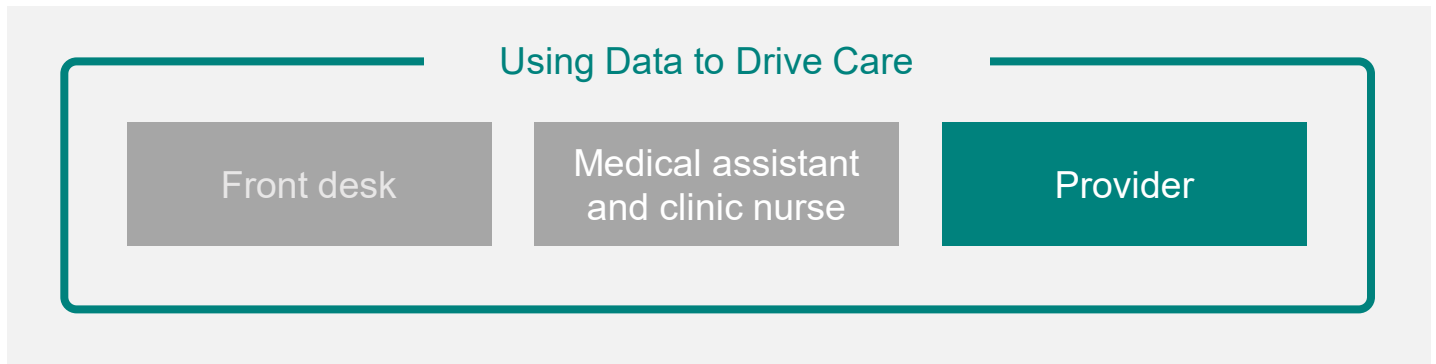 Using Data to Drive Care
Front desk
Medical assistant
and clinic nurse
Provider